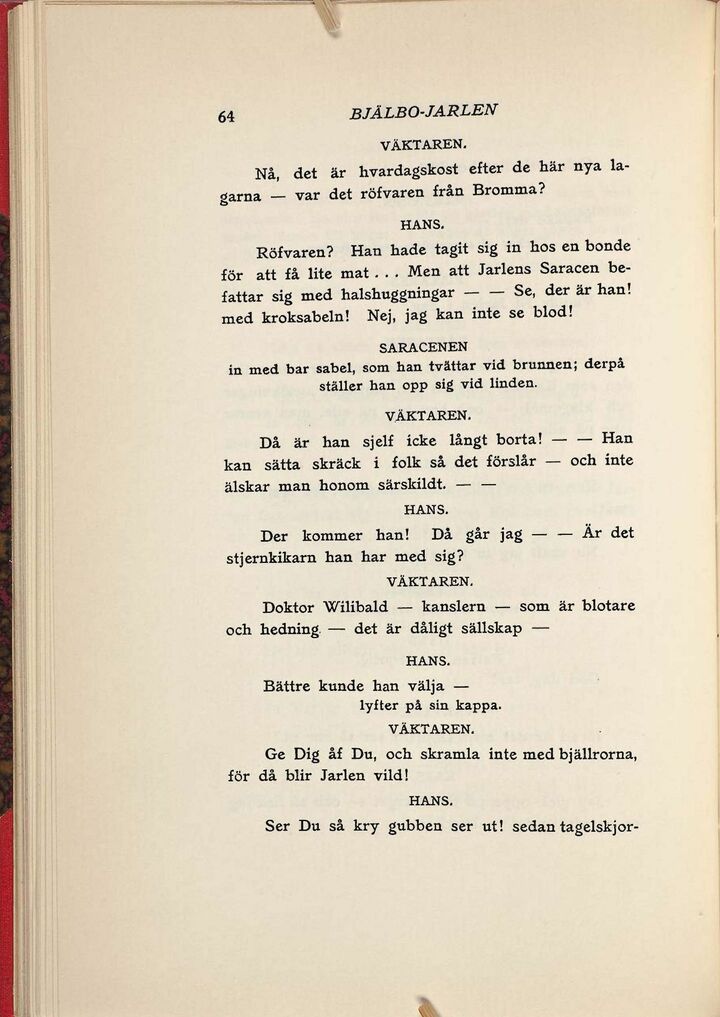 64
BJÄLBO-JARLEN
VÄKTAREN.
Nå, det är hvardagskost efter de här nya la-
garna — var det röfvaren från Bromma?
HANS.
Röfvaren? Han hade tagit sig in hos en bonde
för att få lite mat... Men att Jarlens Saracen be-
fattar sig med halshuggningar — — Se, der är han!
med kroksabeln! Nej, jag kan inte se blod!
SARACENEN
in med bar sabel, som han tvättar vid brunnen; derpå
ställer han opp sig vid linden.
VÄKTAREN.
Då är han sjelf icke långt borta! — — Han
kan sätta skräck i folk så det förslår — och inte
älskar man honom särskildt. — —
HANS.
Der kommer han! Då går jag — — Är det
stjernkikarn han har med sig?
VÄKTAREN.
Doktor Wilibald — kanslern — som är blotare
och hedning — det är dåligt sällskap —
HANS.
Bättre kunde han välja —
lyfter på sin kappa.
VÄKTAREN.
Ge Dig åf Du, och skramla inte med bjällrorna,
för då blir Jarlen vild!
HANS.
Ser Du så kry gubben ser ut! sedan tagelskjor-